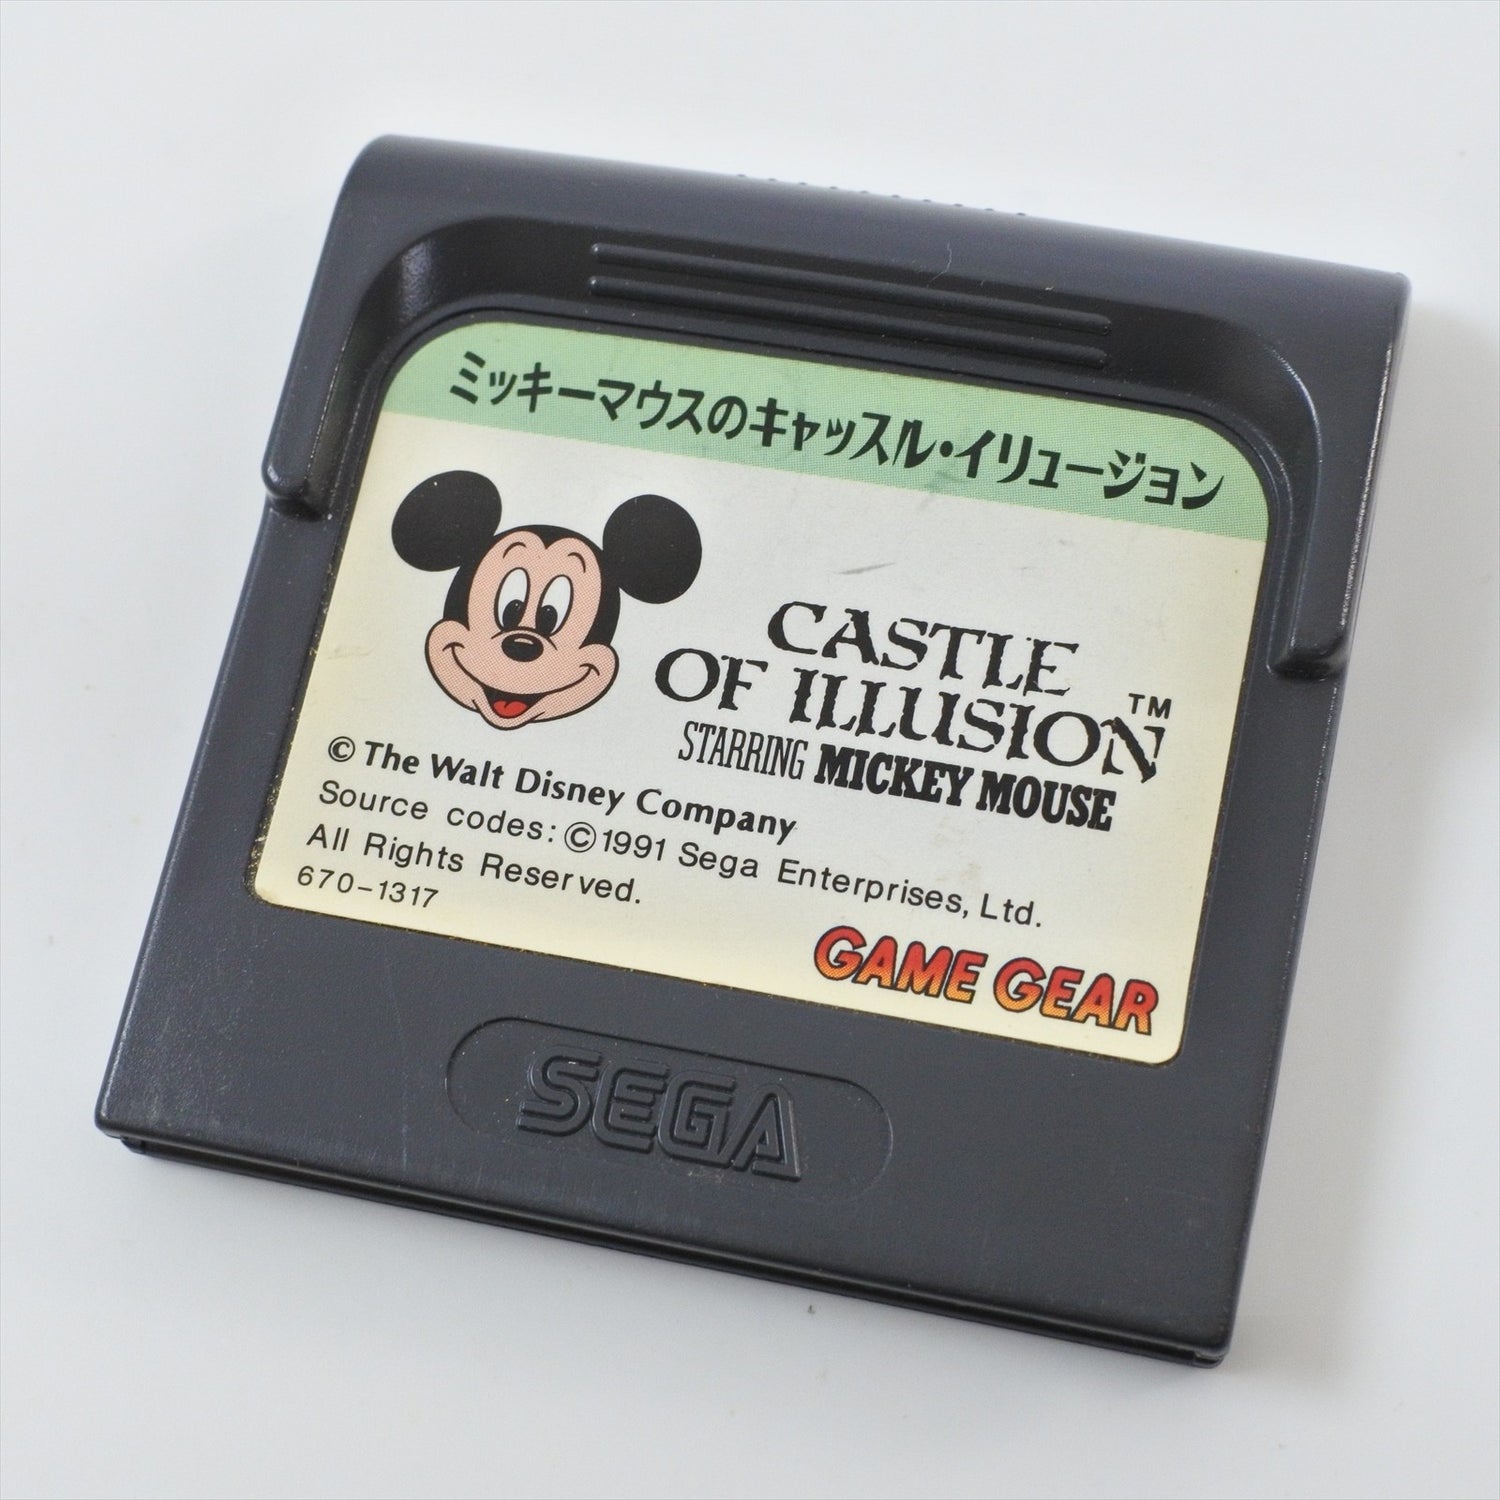 ミッキーマウスのキャッスル・イリュージョン
CASTLE
OF ILLUSION™
STARRING MICKEY MOUSE
© The Walt Disney Company
Source codes: ©1991 Sega Enterprises, Ltd.
All Rights Reserved.
670-1317
GAME GEAR
SEGA